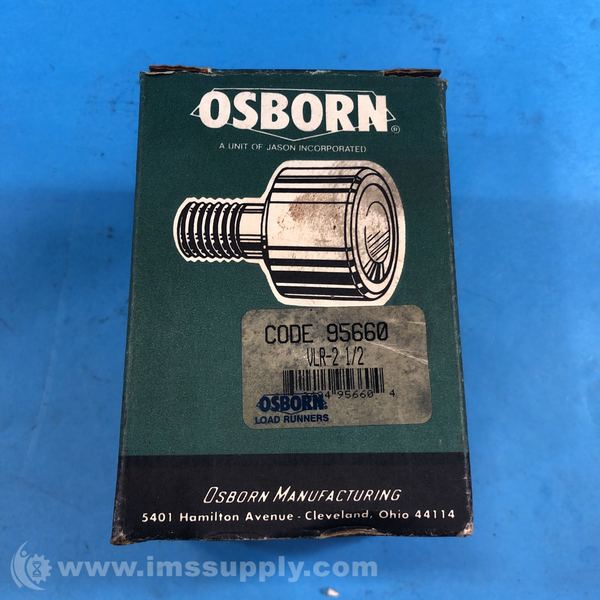 OSBORN®
A UNIT OF JASON INCORPORATED
CODE 95660
VLR-2 1/2
95660 4
OSBORN
LOAD RUNNERS
OSBORN MANUFACTURING
5401 Hamilton Avenue - Cleveland, Ohio 44114
www.imssupply.com